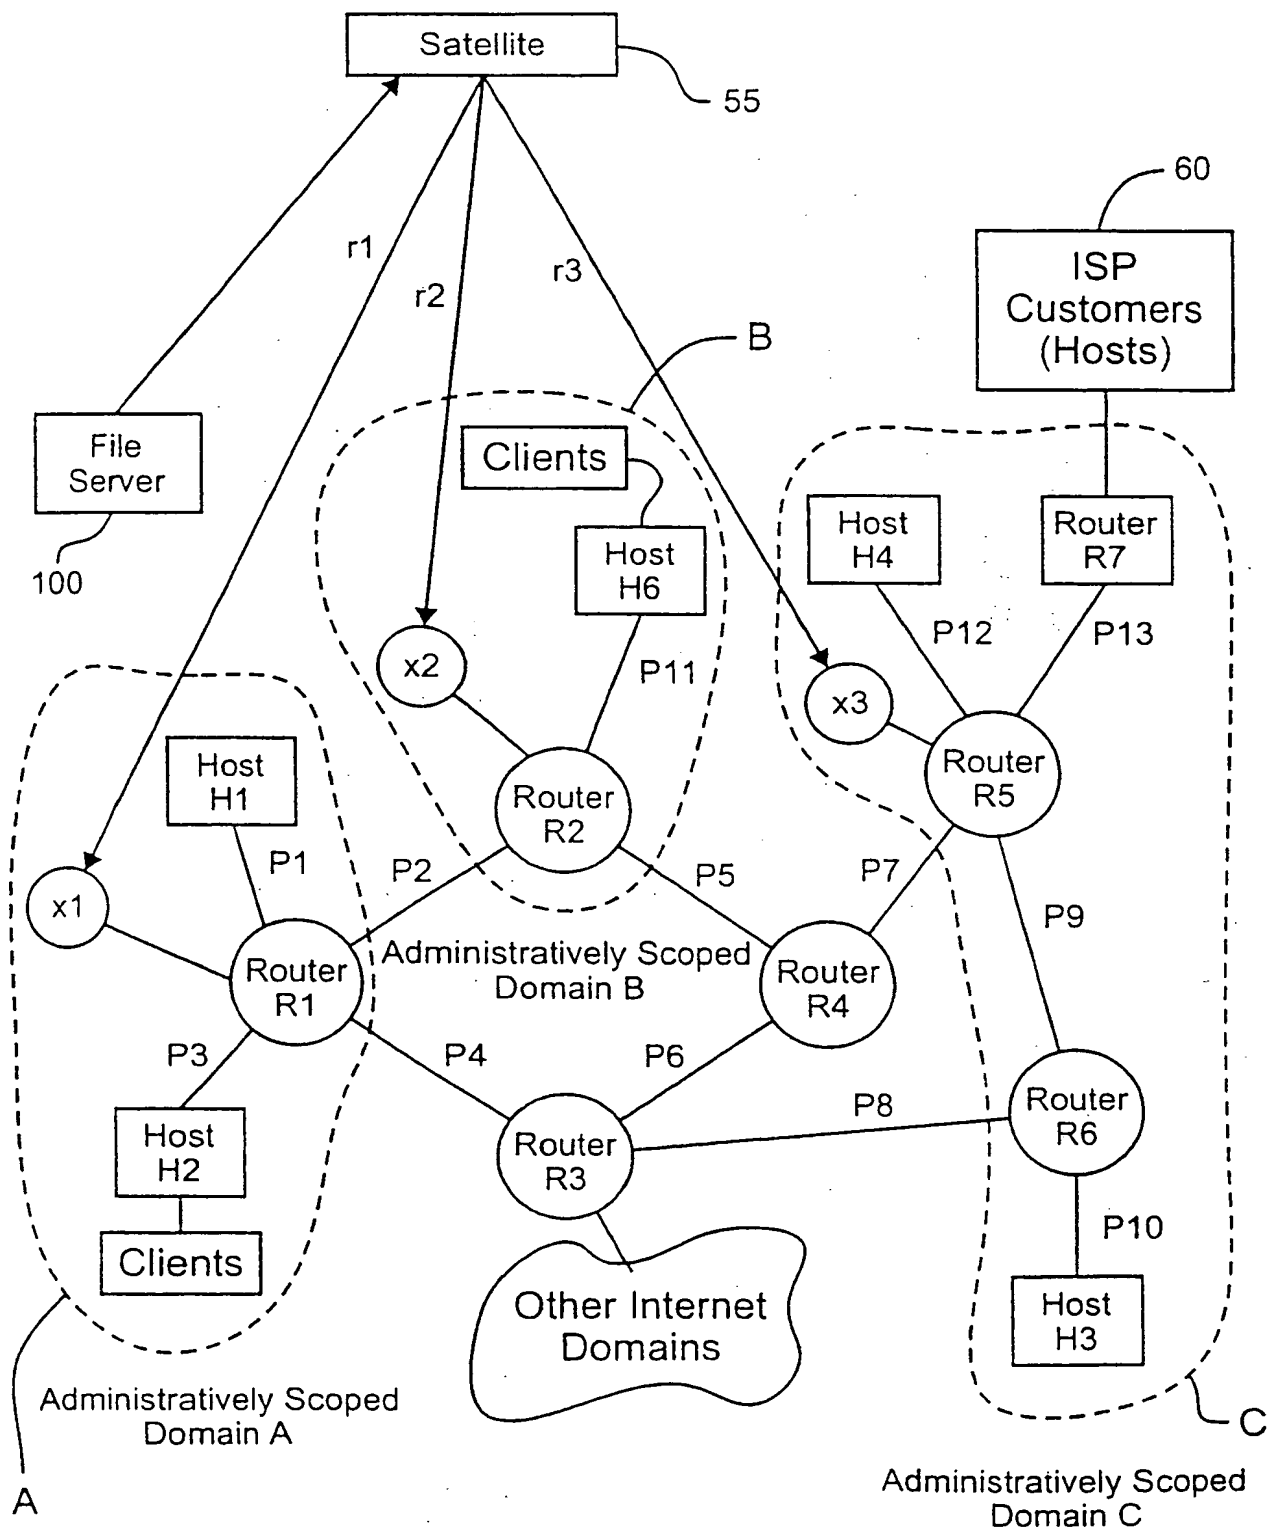 Satellite
55
60
r1
r2
r3
ISP
Customers
(Hosts)
B
File
Server
100
Clients
Host
H6
Host
H4
Router
R7
P12
P13
x2
P11
x3
Router
R5
Host
H1
Router
R2
P1
P2
P5
P7
x1
P9
Router
R1
Administratively Scoped
Domain B
Router
R4
P3
P4
P6
P8
Router
R6
Host
H2
Router
R3
P10
Clients
Other Internet
Domains
Host
H3
Administratively Scoped
Domain A
C
A
Administratively Scoped
Domain C